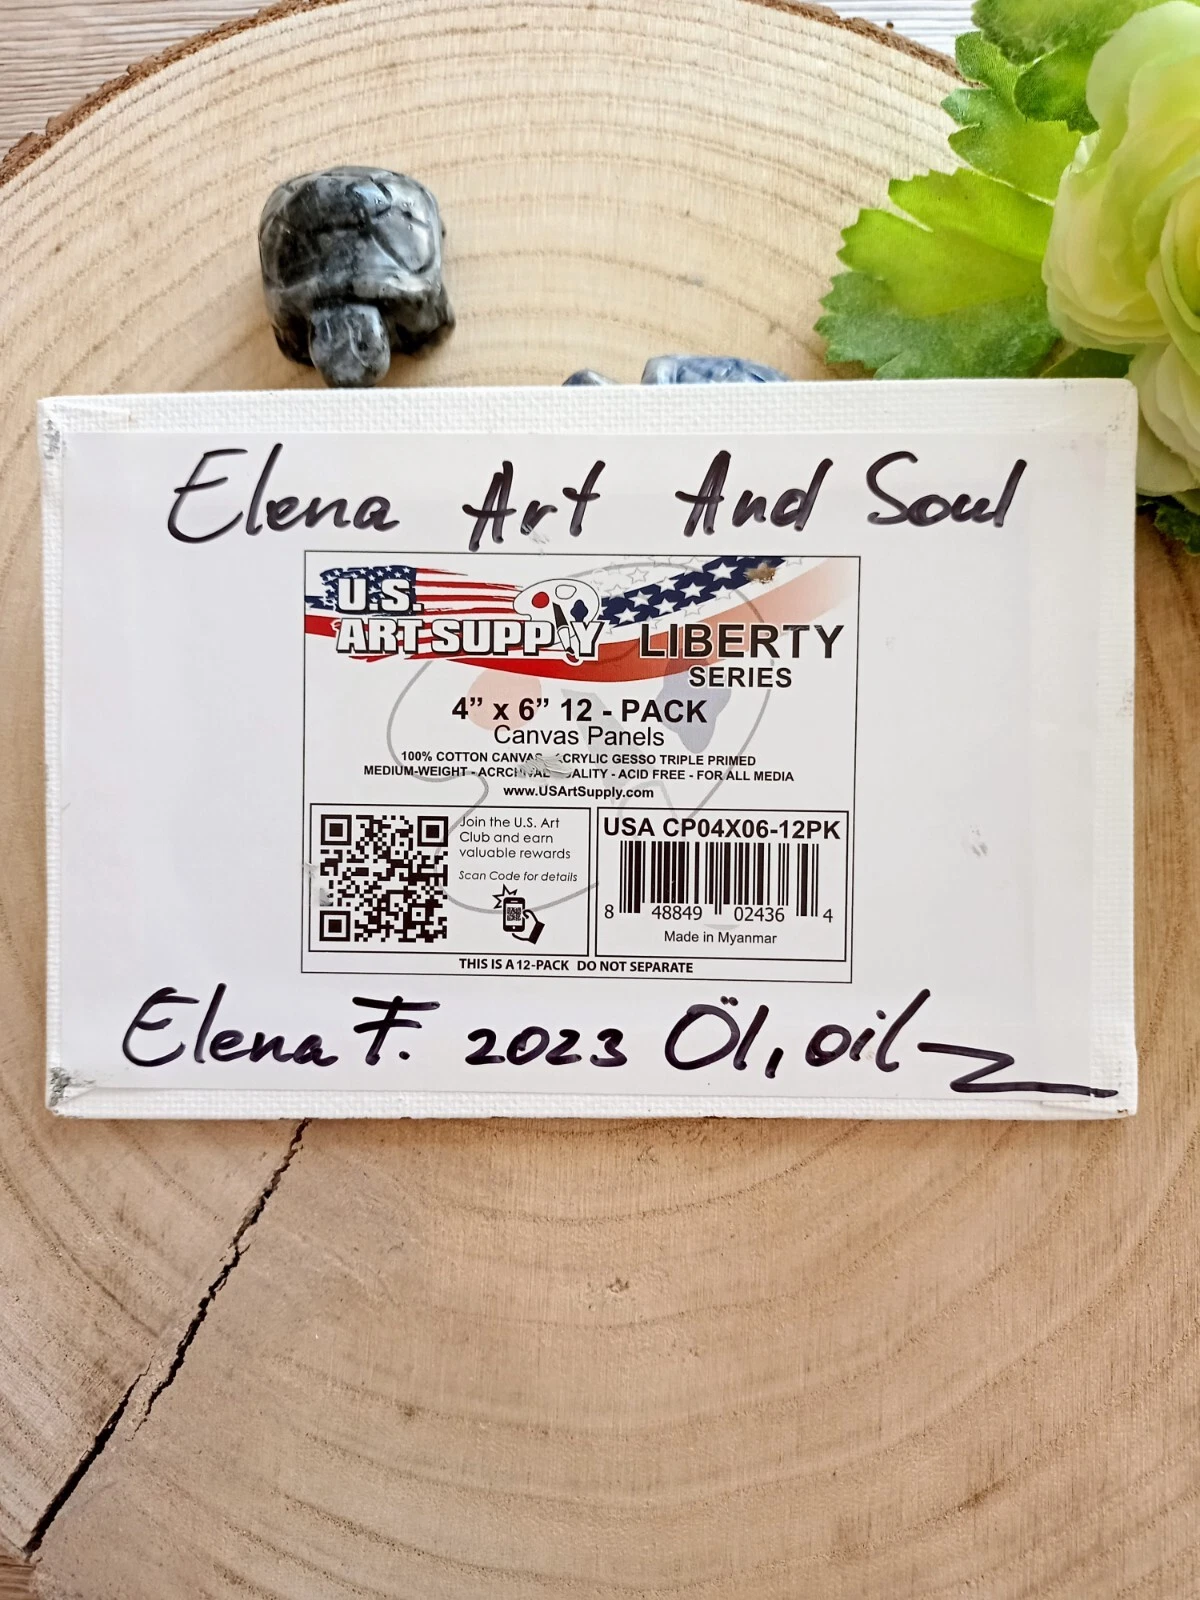 Elena Art And Soul
U.S.
ART SUPPLY
LIBERTY
SERIES
4” x 6” 12 - PACK
Canvas Panels
100% COTTON CANVAS - ACRYLIC GESSO TRIPLE PRIMED
MEDIUM-WEIGHT - ACRCHIVAL QUALITY - ACID FREE - FOR ALL MEDIA
www.USArtSupply.com
Join the U.S. Art
Club and earn
valuable rewards
Scan Code for details
USA CP04X06-12PK
8 48849 02436 4
Made in Myanmar
THIS IS A 12-PACK DO NOT SEPARATE
Elena F. 2023 Öl, oil